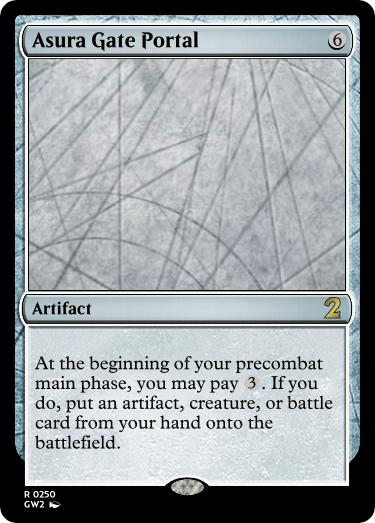 Asura Gate Portal 6
Artifact 2
At the beginning of your precombat
main phase, you may pay 3. If you
do, put an artifact, creature, or battle
card from your hand onto the
battlefield.
R 0250
GW2